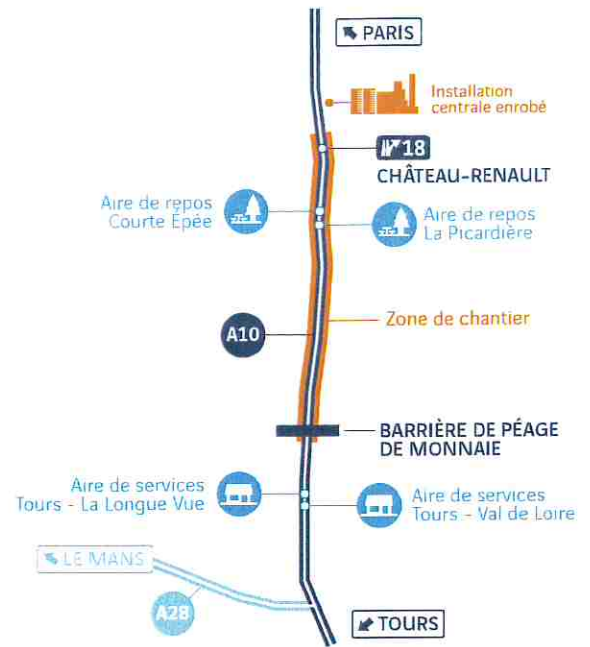 PARIS
Installation
centrale enrobé
18
CHÂTEAU-RENAULT
Aire de repos
Courte Épée
Aire de repos
La Picardière
Zone de chantier
A10
BARRIÈRE DE PÉAGE
DE MONNAIE
Aire de services
Tours - La Longue Vue
Aire de services
Tours - Val de Loire
LE MANS
A28
TOURS